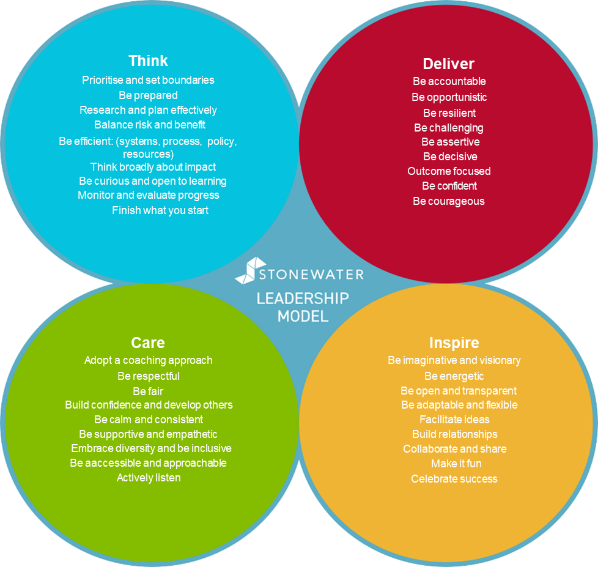 Think
Prioritise and set boundaries
Be prepared
Research and plan effectively
Balance risk and benefit
Be efficient: (systems, process, policy,
resources)
Think broadly about impact
Be curious and open to learning
Monitor and evaluate progress
Finish what you start
Deliver
Be accountable
Be opportunistic
Be resilient
Be challenging
Be assertive
Be decisive
Outcome focused
Be confident
Be courageous
STONEWATER
LEADERSHIP
MODEL
Care
Adopt a coaching approach
Be respectful
Be fair
Build confidence and develop others
Be calm and consistent
Be supportive and empathetic
Embrace diversity and be inclusive
Be aaccessible and approachable
Actively listen
Inspire
Be imaginative and visionary
Be energetic
Be open and transparent
Be adaptable and flexible
Facilitate ideas
Build relationships
Collaborate and share
Make it fun
Celebrate success